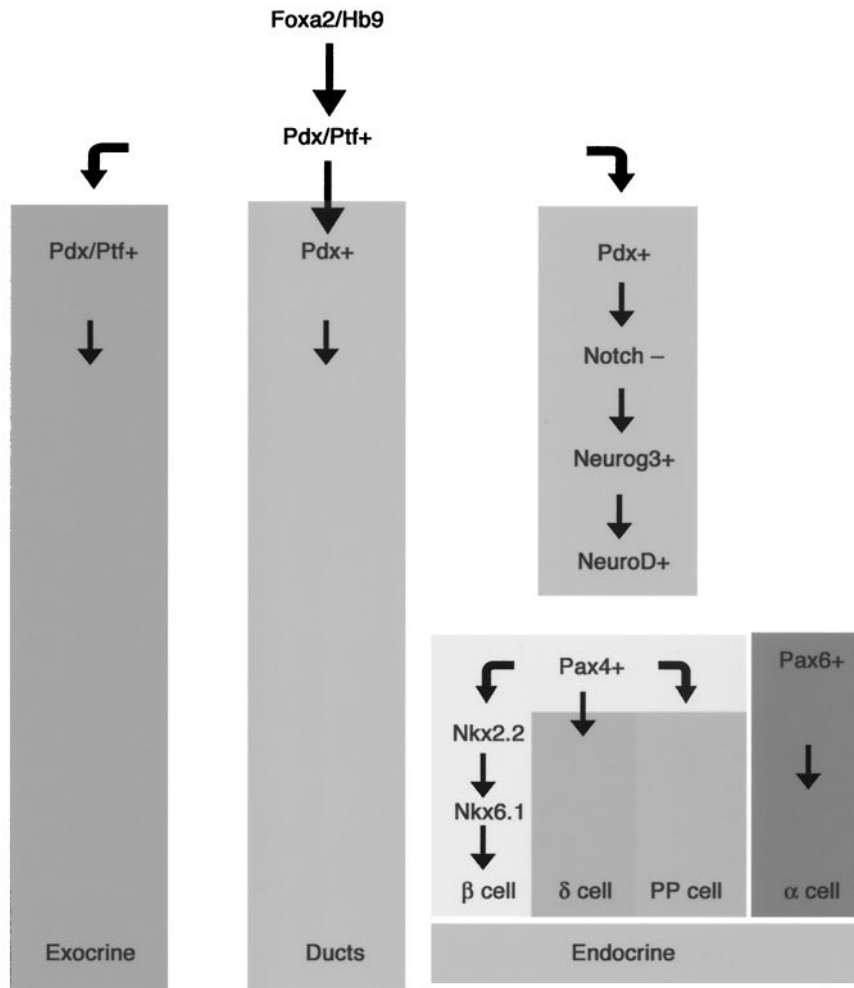 Foxa2/Hb9
Pdx/Ptf+
Pdx/Ptf+
Pdx+
Pdx+
Notch –
Neurog3+
NeuroD+
Pax4+
Pax6+
Nkx2.2
Nkx6.1
β cell
δ cell
PP cell
α cell
Exocrine
Ducts
Endocrine